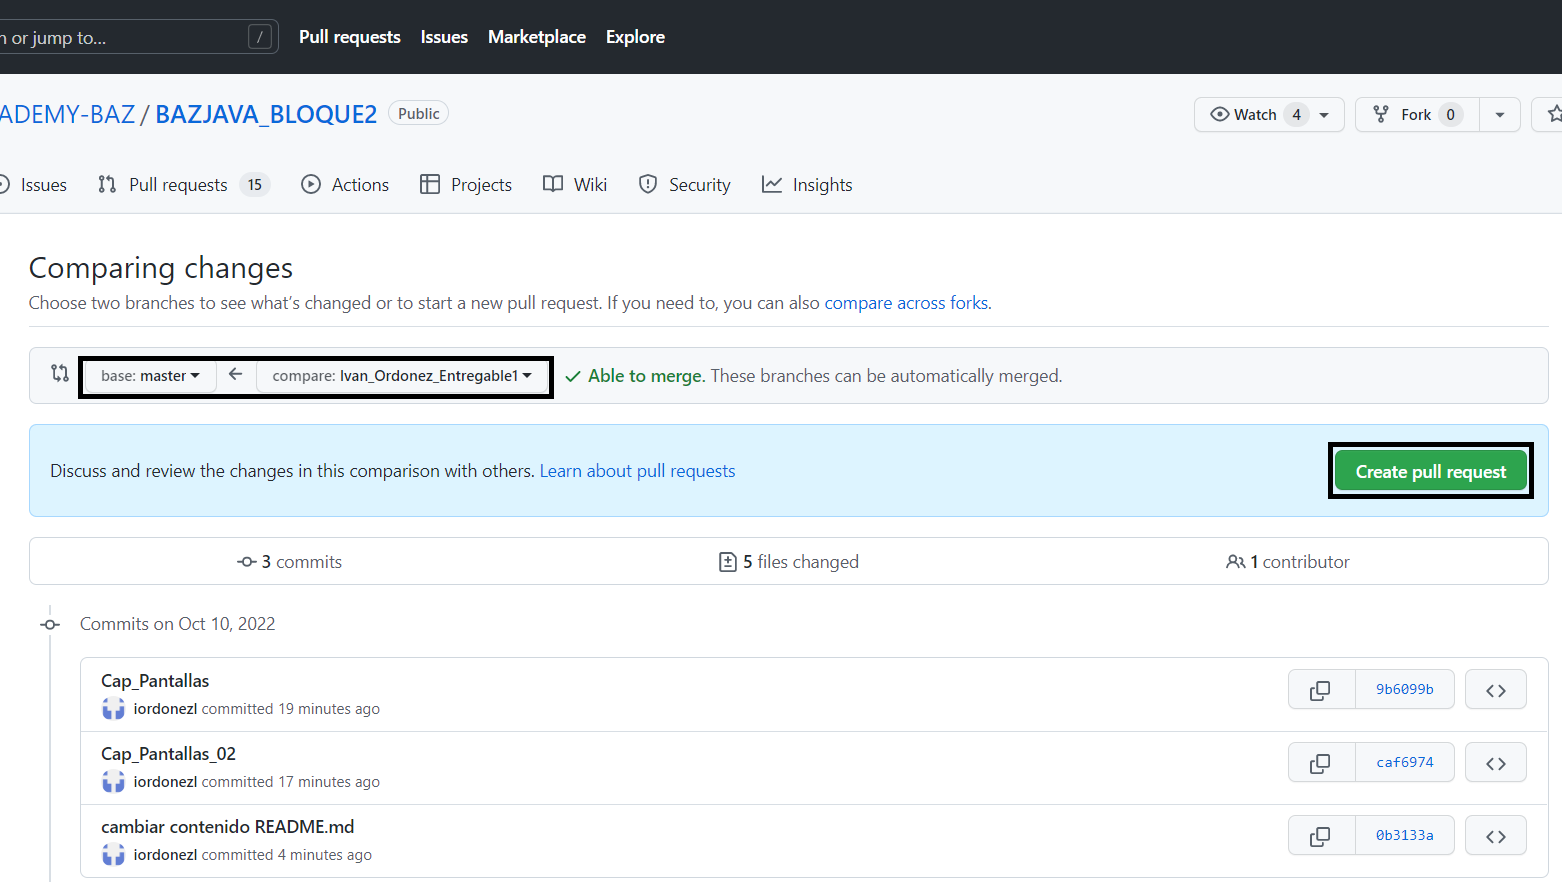 or jump to... / Pull requests Issues Marketplace Explore
ADEMY-BAZ / BAZJAVA_BLOQUE2 Public Watch 4 Fork 0
Issues Pull requests 15 Actions Projects Wiki Security Insights
Comparing changes
Choose two branches to see what's changed or to start a new pull request. If you need to, you can also compare across forks.
base: master ← compare: Ivan_Ordonez_Entregable1 ✓ Able to merge. These branches can be automatically merged.
Discuss and review the changes in this comparison with others. Learn about pull requests Create pull request
3 commits 5 files changed 1 contributor
Commits on Oct 10, 2022
Cap_Pantallas
iordonezl committed 19 minutes ago 9b6099b <>
Cap_Pantallas_02
iordonezl committed 17 minutes ago caf6974 <>
cambiar contenido README.md
iordonezl committed 4 minutes ago 0b3133a <>